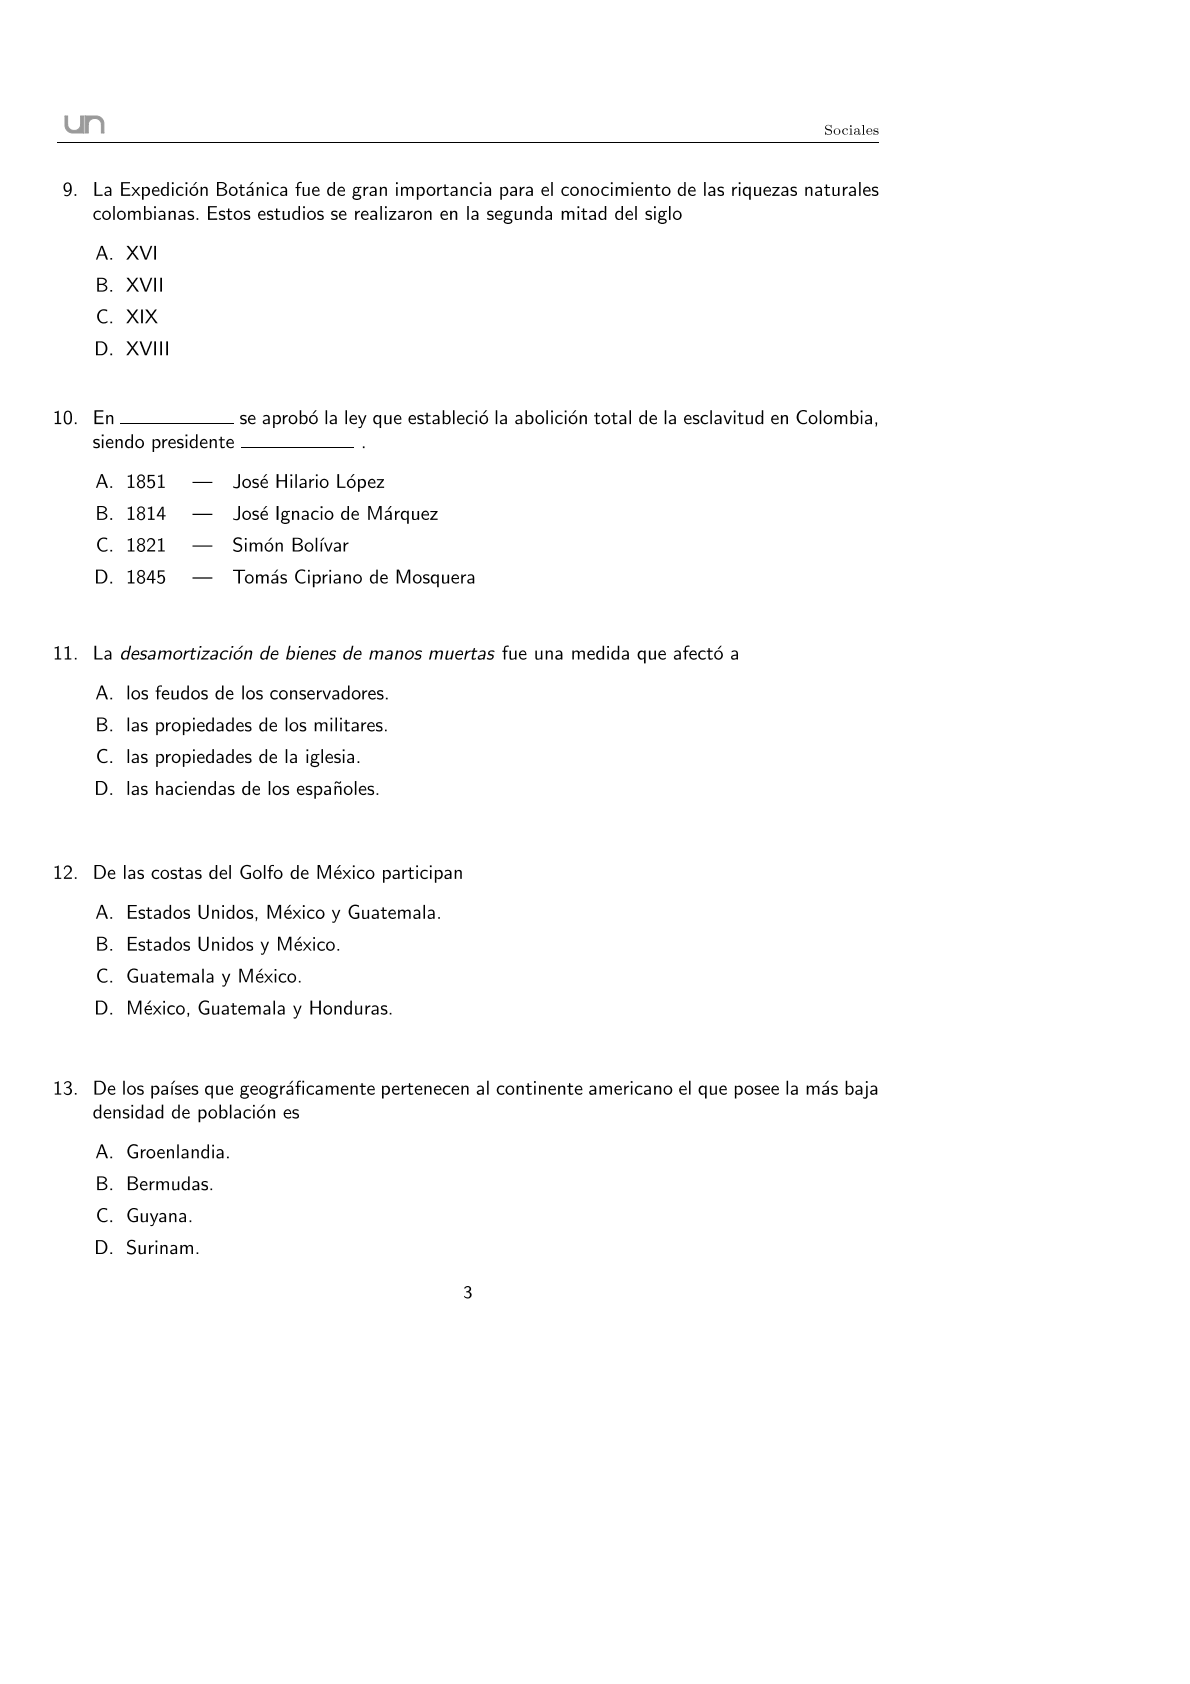 un
Sociales
9. La Expedición Botánica fue de gran importancia para el conocimiento de las riquezas naturales
colombianas. Estos estudios se realizaron en la segunda mitad del siglo
A. XVI
B. XVII
C. XIX
D. XVIII
10. En ____________ se aprobó la ley que estableció la abolición total de la esclavitud en Colombia,
siendo presidente ____________ .
A. 1851 — José Hilario López
B. 1814 — José Ignacio de Márquez
C. 1821 — Simón Bolívar
D. 1845 — Tomás Cipriano de Mosquera
11. La desamortización de bienes de manos muertas fue una medida que afectó a
A. los feudos de los conservadores.
B. las propiedades de los militares.
C. las propiedades de la iglesia.
D. las haciendas de los españoles.
12. De las costas del Golfo de México participan
A. Estados Unidos, México y Guatemala.
B. Estados Unidos y México.
C. Guatemala y México.
D. México, Guatemala y Honduras.
13. De los países que geográficamente pertenecen al continente americano el que posee la más baja
densidad de población es
A. Groenlandia.
B. Bermudas.
C. Guyana.
D. Surinam.
3